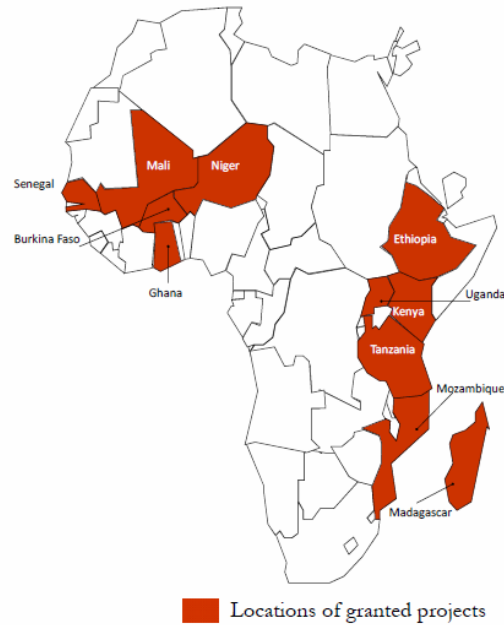 Mali
Niger
Senegal
Burkina Faso
Ghana
Ethiopia
Uganda
Kenya
Tanzania
Mozambique
Madagascar
Locations of granted projects